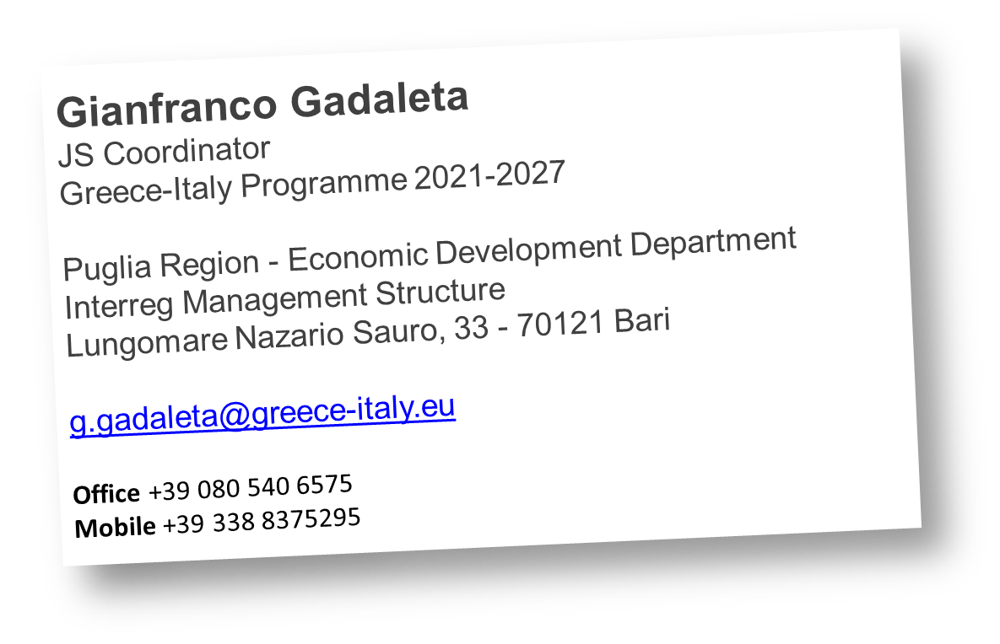 Gianfranco Gadaleta
JS Coordinator
Greece-Italy Programme 2021-2027
Puglia Region - Economic Development Department
Interreg Management Structure
Lungomare Nazario Sauro, 33 - 70121 Bari
g.gadaleta@greece-italy.eu
Office +39 080 540 6575
Mobile +39 338 8375295